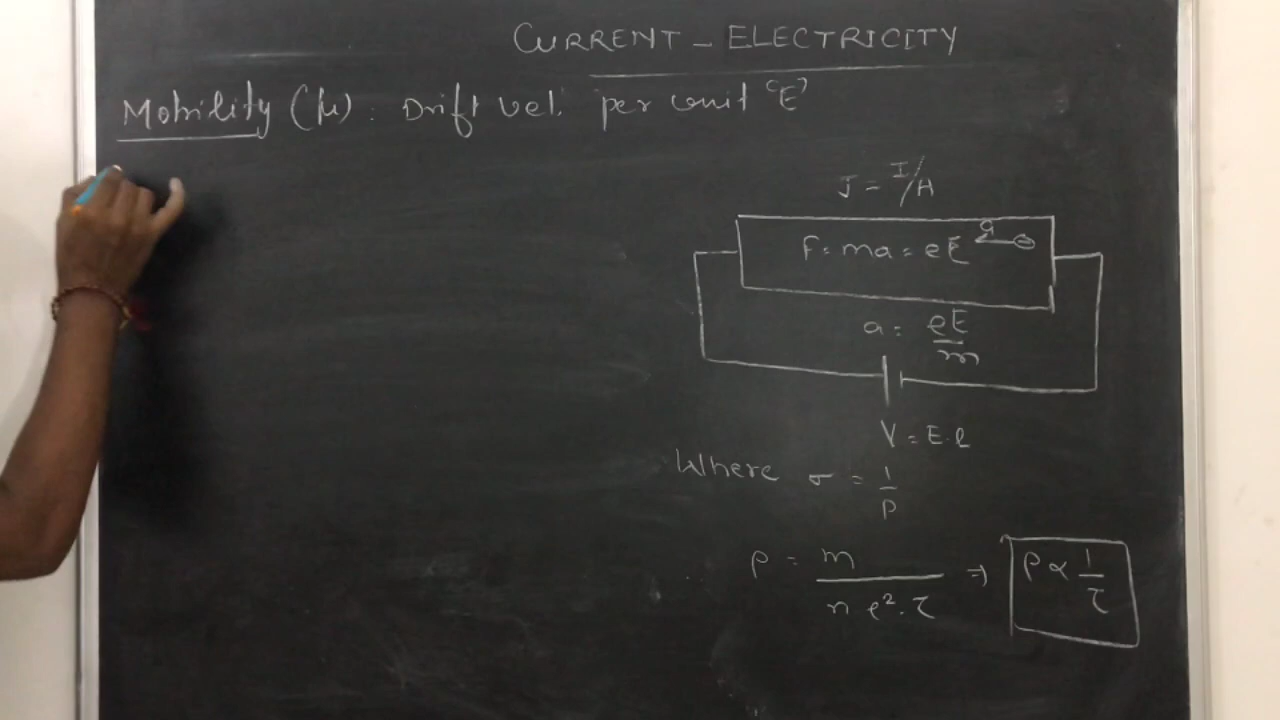 CURRENT - ELECTRICITY
Mobility (μ) : Drift vel. per unit "E"
J = I/A
F = ma = eE a -
a = eE/m
V = E.l
Where σ = 1/ρ
ρ = m/n e².τ ⇒ ρ ∝ 1/τ